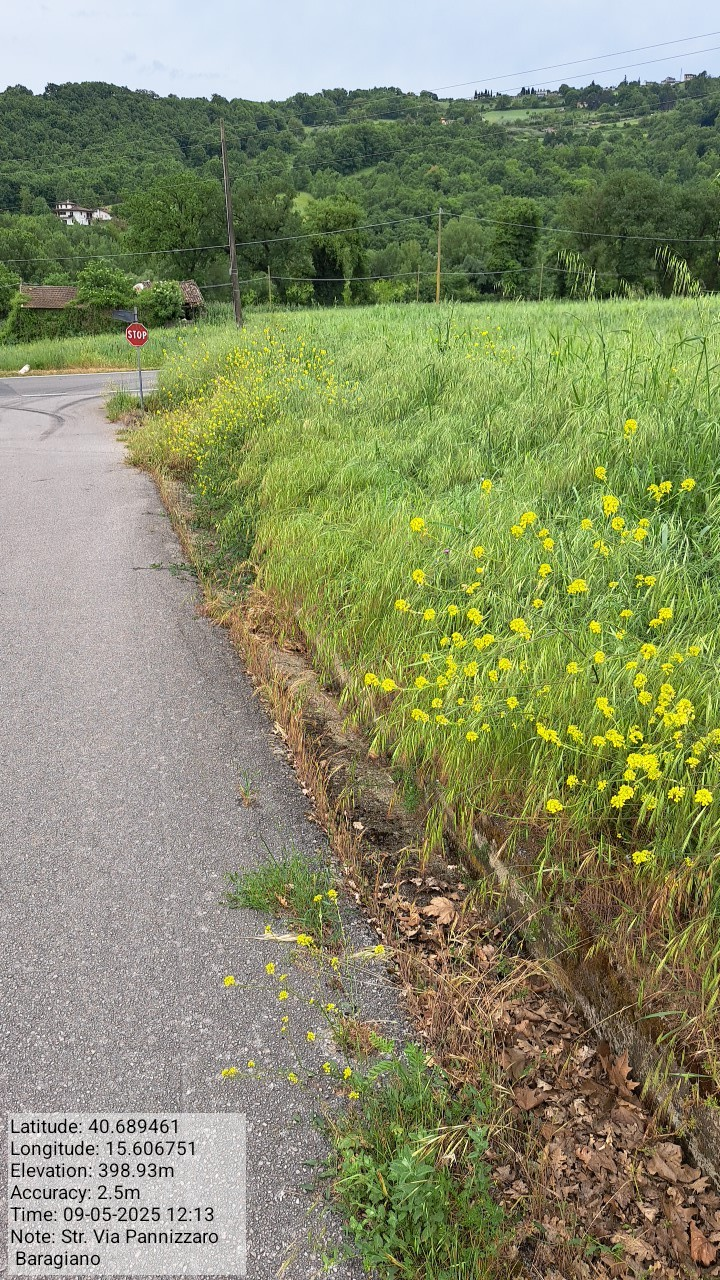 STOP
Latitude: 40.689461
Longitude: 15.606751
Elevation: 398.93m
Accuracy: 2.5m
Time: 09-05-2025 12:13
Note: Str. Via Pannizzaro
Baragiano